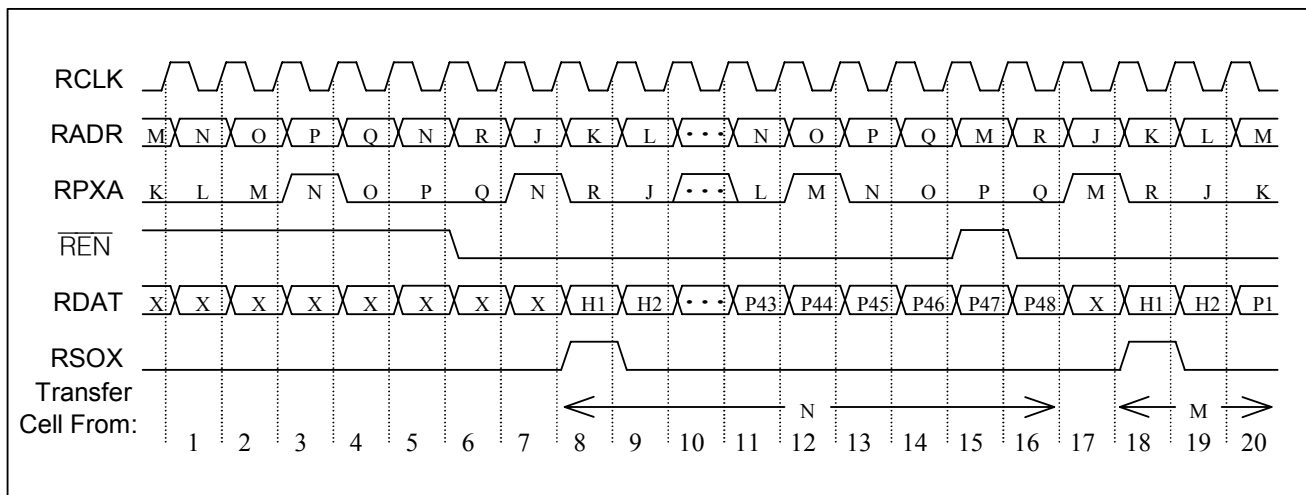 RCLK
RADR M N O P Q N R J K L ··· N O P Q M R J K L M
RPXA K L M N O P Q N R J ··· L M N O P Q M R J K
REN
RDAT X X X X X X X X H1 H2 ··· P43 P44 P45 P46 P47 P48 X H1 H2 P1
RSOX
Transfer
Cell From: N M
1 2 3 4 5 6 7 8 9 10 11 12 13 14 15 16 17 18 19 20